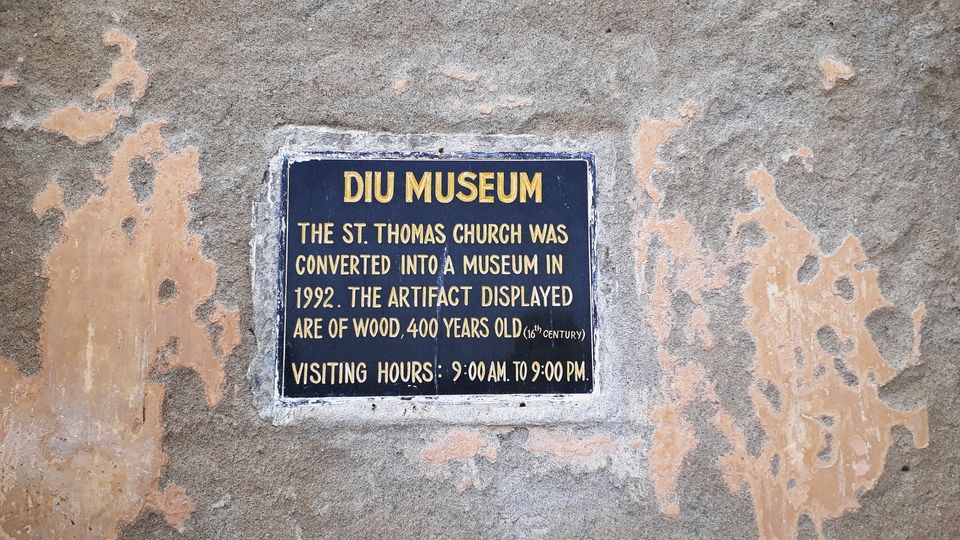 DIU MUSEUM
THE ST. THOMAS CHURCH WAS
CONVERTED INTO A MUSEUM IN
1992. THE ARTIFACT DISPLAYED
ARE OF WOOD, 400 YEARS OLD (16th CENTURY)
VISITING HOURS: 9:00 AM. TO 9:00 PM